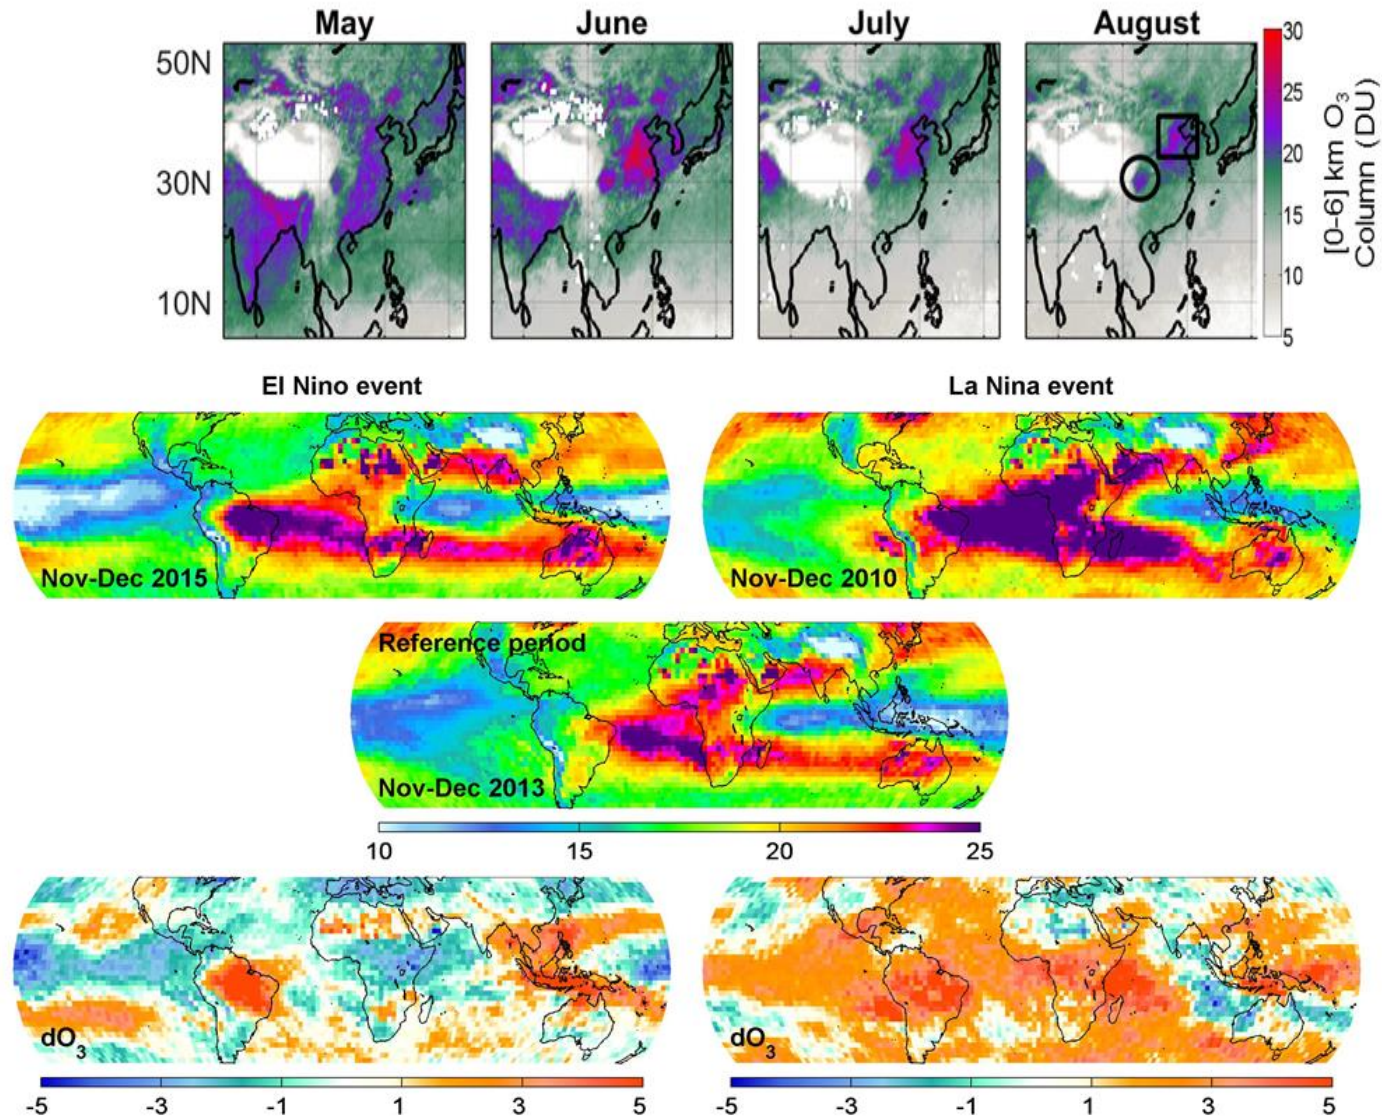 May June July August
50N
30N
10N
30
25
20
15
10
5
[0-6] km O3
Column (DU)
El Nino event La Nina event
Nov-Dec 2015 Nov-Dec 2010
Reference period
Nov-Dec 2013
10 15 20 25
dO3 dO3
-5 -3 -1 1 3 5 -5 -3 -1 1 3 5